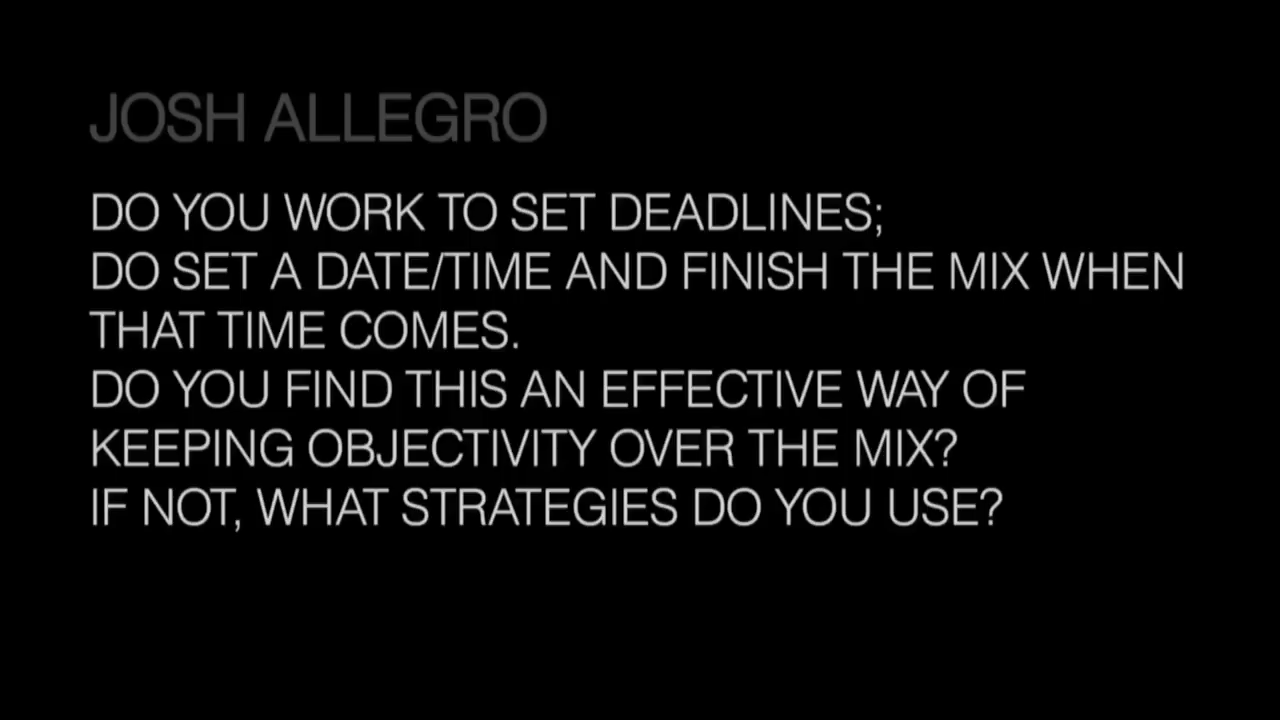 JOSH ALLEGRO
DO YOU WORK TO SET DEADLINES;
DO SET A DATE/TIME AND FINISH THE MIX WHEN
THAT TIME COMES.
DO YOU FIND THIS AN EFFECTIVE WAY OF
KEEPING OBJECTIVITY OVER THE MIX?
IF NOT, WHAT STRATEGIES DO YOU USE?